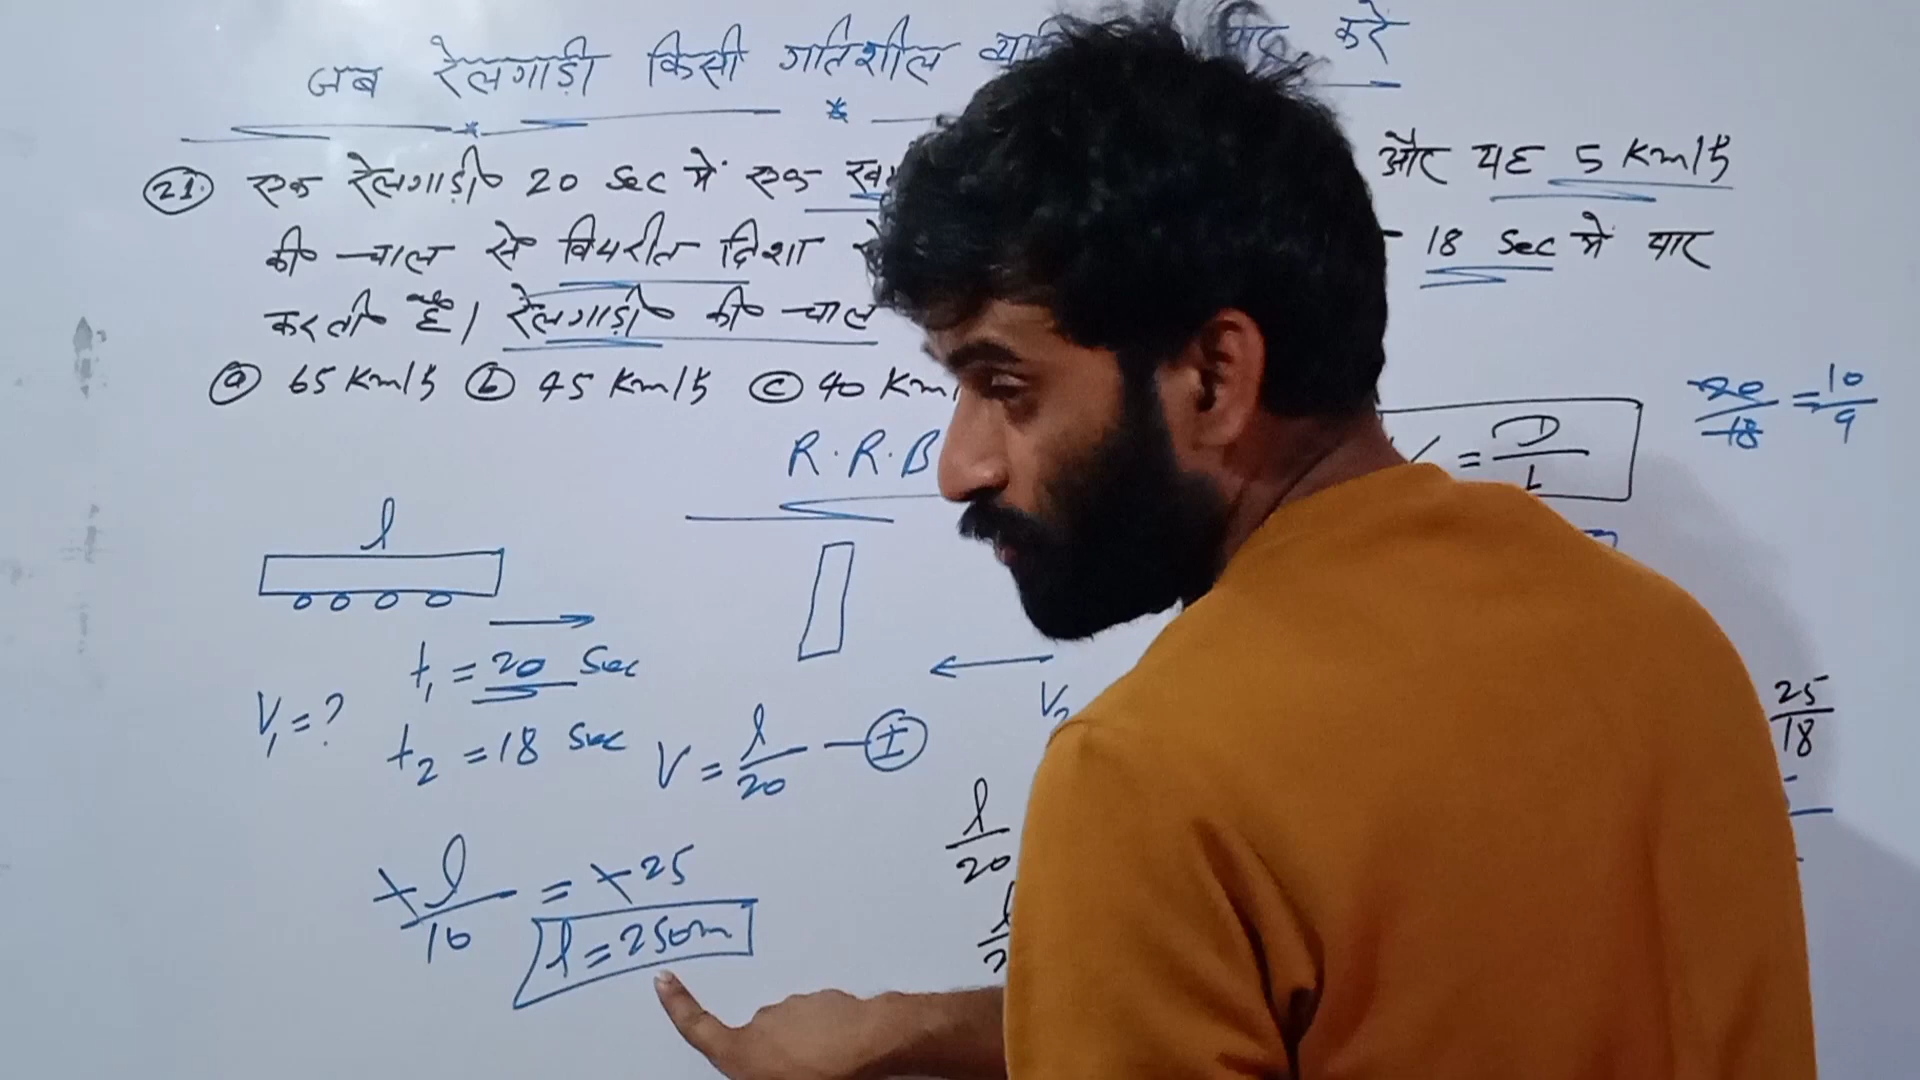 जब रेलगाड़ी किसी गतिशील करे
(21) एक रेलगाड़ी 20 Sec में एक और यह 5 Km/h
की चाल से विपरीत दिशा 18 Sec में पार
करती है। रेलगाड़ी की चाल
(a) 65 Km/h (b) 45 Km/h (c) 40 Km
20/18 = 10/9
R.R.B
= D/L
l
t₁ = 20 Sec
V₁ = ?
t₂ = 18 Sec
V = l/20 — (I)
V₂
25/18
l/20
+l/10 = +25
l = 250m